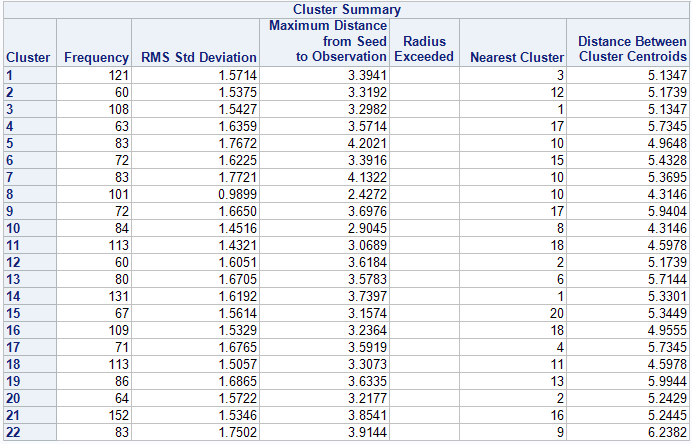 Cluster Summary
Maximum Distance
from Seed Radius Distance Between
Cluster Frequency RMS Std Deviation to Observation Exceeded Nearest Cluster Cluster Centroids
1 121 1.5714 3.3941 3 5.1347
2 60 1.5375 3.3192 12 5.1739
3 108 1.5427 3.2982 1 5.1347
4 63 1.6359 3.5714 17 5.7345
5 83 1.7672 4.2021 10 4.9648
6 72 1.6225 3.3916 15 5.4328
7 83 1.7721 4.1322 10 5.3695
8 101 0.9899 2.4272 10 4.3146
9 72 1.6650 3.6976 17 5.9404
10 84 1.4516 2.9045 8 4.3146
11 113 1.4321 3.0689 18 4.5978
12 60 1.6051 3.6184 2 5.1739
13 80 1.6705 3.5783 6 5.7144
14 131 1.6192 3.7397 1 5.3301
15 67 1.5614 3.1574 20 5.3449
16 109 1.5329 3.2364 18 4.9555
17 71 1.6765 3.5919 4 5.7345
18 113 1.5057 3.3073 11 4.5978
19 86 1.6865 3.6335 13 5.9944
20 64 1.5722 3.2177 2 5.2429
21 152 1.5346 3.8541 16 5.2445
22 83 1.7502 3.9144 9 6.2382